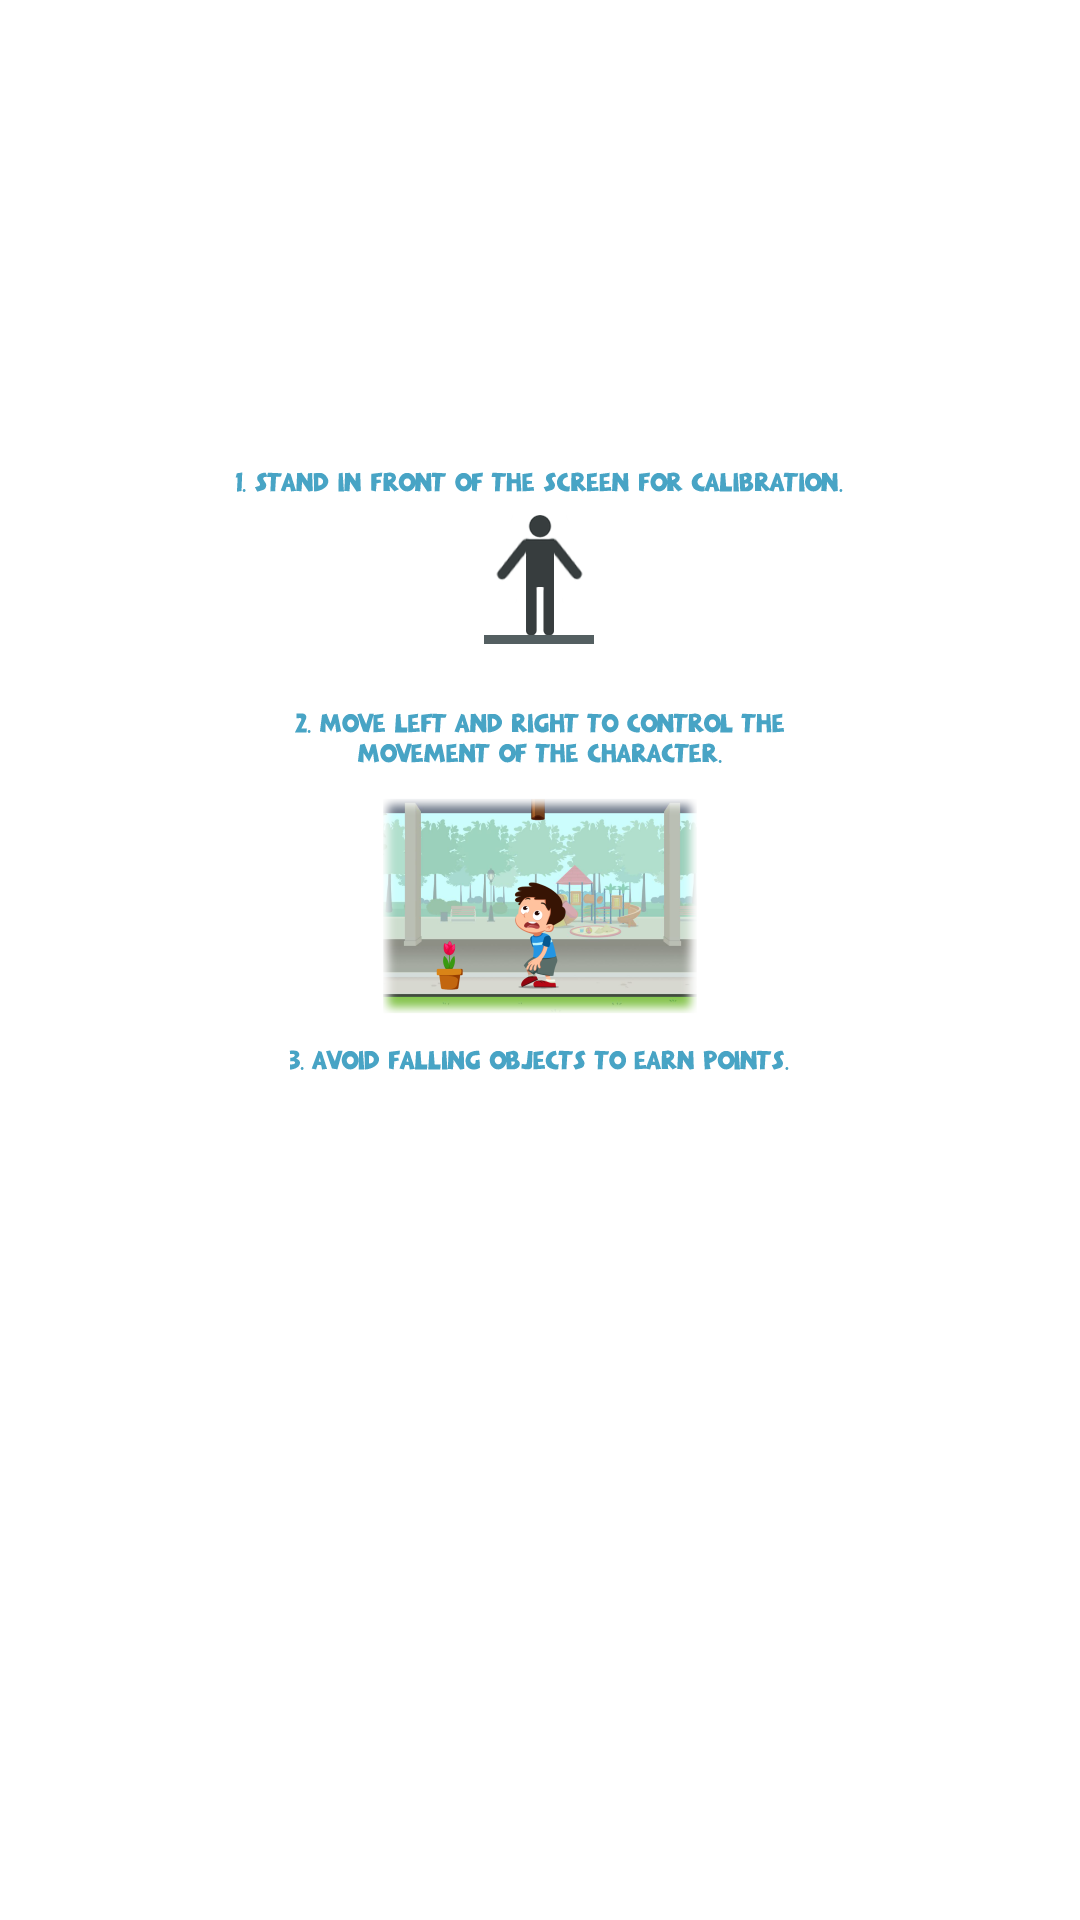 1. STAND IN FRONT OF THE SCREEN FOR CALIBRATION.
2. MOVE LEFT AND RIGHT TO CONTROL THE
MOVEMENT OF THE CHARACTER.
3. AVOID FALLING OBJECTS TO EARN POINTS.